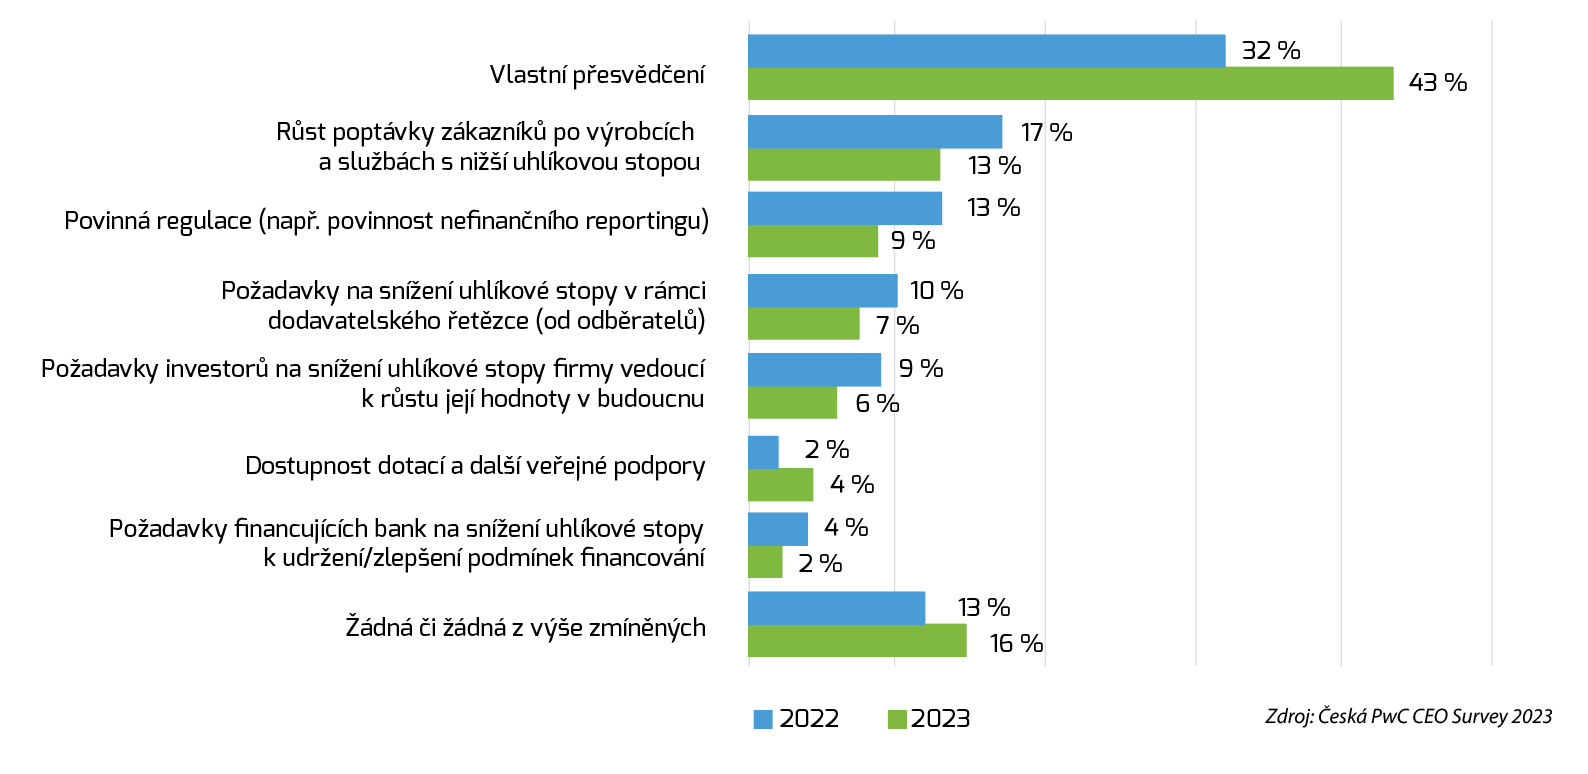 32 %
Vlastní přesvědčení
43 %
Růst poptávky zákazníků po výrobcích
a službách s nižší uhlíkovou stopou
17 %
13 %
Povinná regulace (např. povinnost nefinančního reportingu)
13 %
9 %
Požadavky na snížení uhlíkové stopy v rámci
dodavatelského řetězce (od odběratelů)
10 %
7 %
Požadavky investorů na snížení uhlíkové stopy firmy vedoucí
k růstu její hodnoty v budoucnu
9 %
6 %
Dostupnost dotací a další veřejné podpory
2 %
4 %
Požadavky financujících bank na snížení uhlíkové stopy
k udržení/zlepšení podmínek financování
4 %
2 %
Žádná či žádná z výše zmíněných
13 %
16 %
2022
2023
Zdroj: Česká PwC CEO Survey 2023